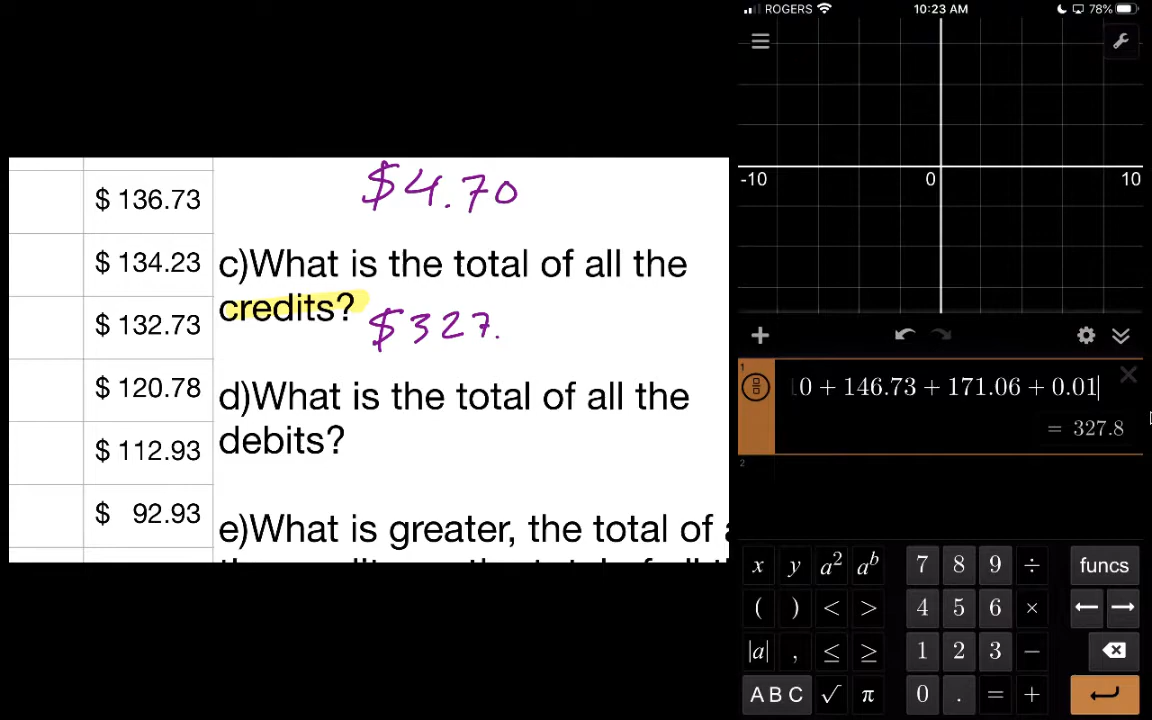 ROGERS 10:23 AM 78%
$4.70
$ 136.73
$ 134.23
c)What is the total of all the
credits?
$327.
$ 132.73
$ 120.78
d)What is the total of all the
debits?
$ 112.93
$ 92.93
e)What is greater, the total of
-10 0 10
1
0 + 146.73 + 171.06 + 0.01
= 327.8
2
x y a² aᵇ 7 8 9 ÷ funcs
( ) < > 4 5 6 × ← →
|a| , ≤ ≥ 1 2 3 −
A B C √ π 0 . = +